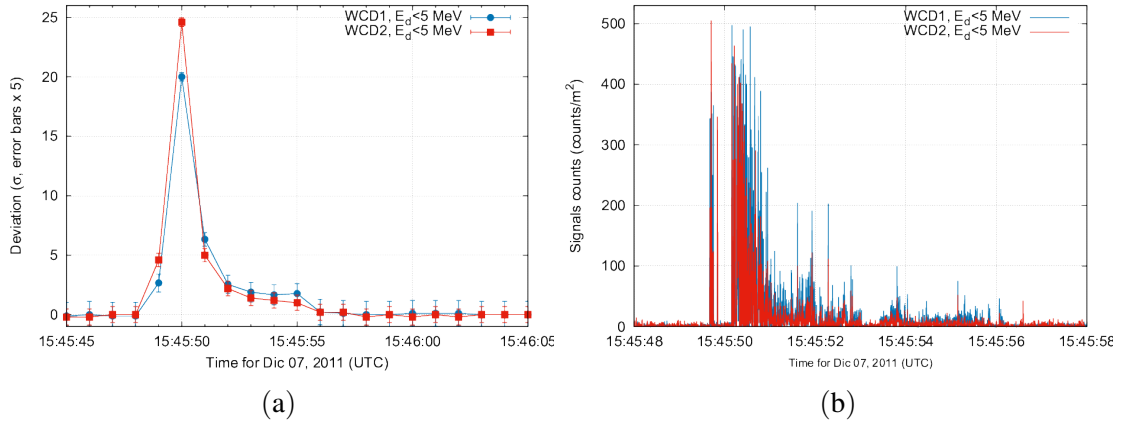 WCD1, E_d<5 MeV
WCD2, E_d<5 MeV
25
20
15
10
5
0
Deviation (σ, error bars x 5)
15:45:45 15:45:50 15:45:55 15:46:00 15:46:05
Time for Dic 07, 2011 (UTC)
(a)
WCD1, E_d<5 MeV
WCD2, E_d<5 MeV
500
400
300
200
100
0
Signals counts (counts/m²)
15:45:48 15:45:50 15:45:52 15:45:54 15:45:56 15:45:58
Time for Dic 07, 2011 (UTC)
(b)